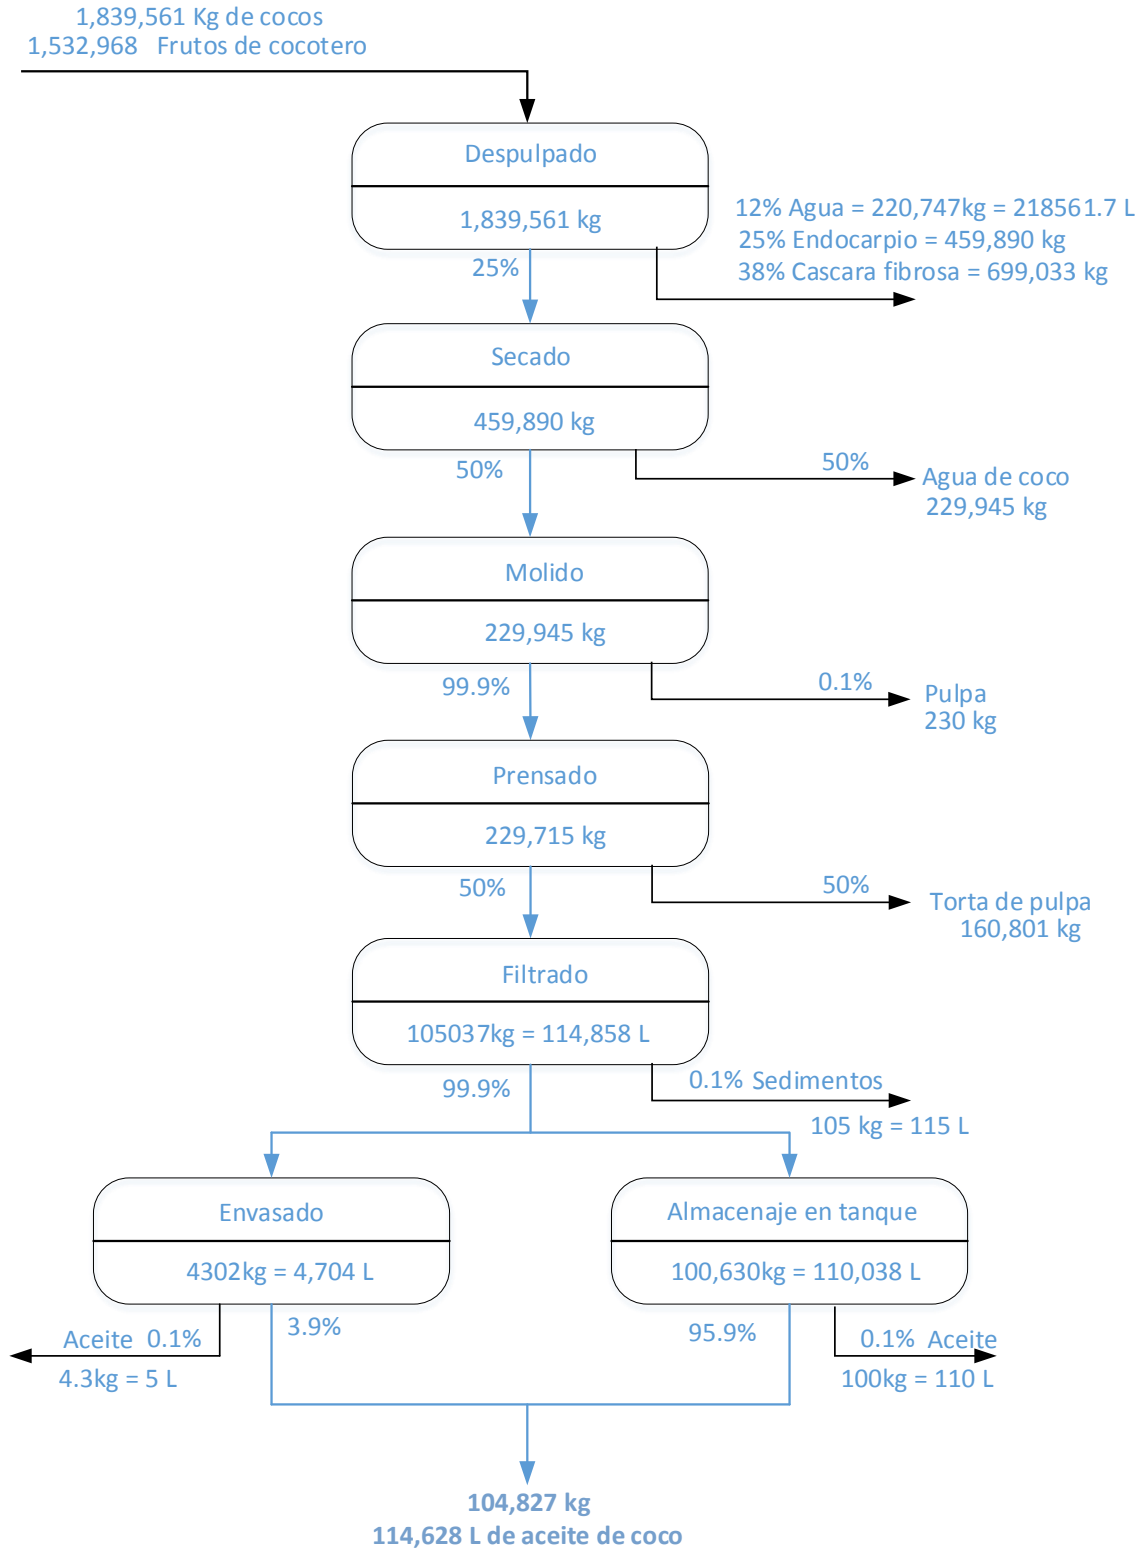 1,839,561 Kg de cocos
1,532,968 Frutos de cocotero
Despulpado
1,839,561 kg
12% Agua = 220,747kg = 218561.7 L
25% Endocarpio = 459,890 kg
38% Cascara fibrosa = 699,033 kg
25%
Secado
459,890 kg
50%
50%
Agua de coco
229,945 kg
Molido
229,945 kg
99.9%
0.1%
Pulpa
230 kg
Prensado
229,715 kg
50%
50%
Torta de pulpa
160,801 kg
Filtrado
105037kg = 114,858 L
99.9%
0.1% Sedimentos
105 kg = 115 L
Envasado
4302kg = 4,704 L
Almacenaje en tanque
100,630kg = 110,038 L
Aceite 0.1%
4.3kg = 5 L
3.9%
95.9%
0.1% Aceite
100kg = 110 L
104,827 kg
114,628 L de aceite de coco